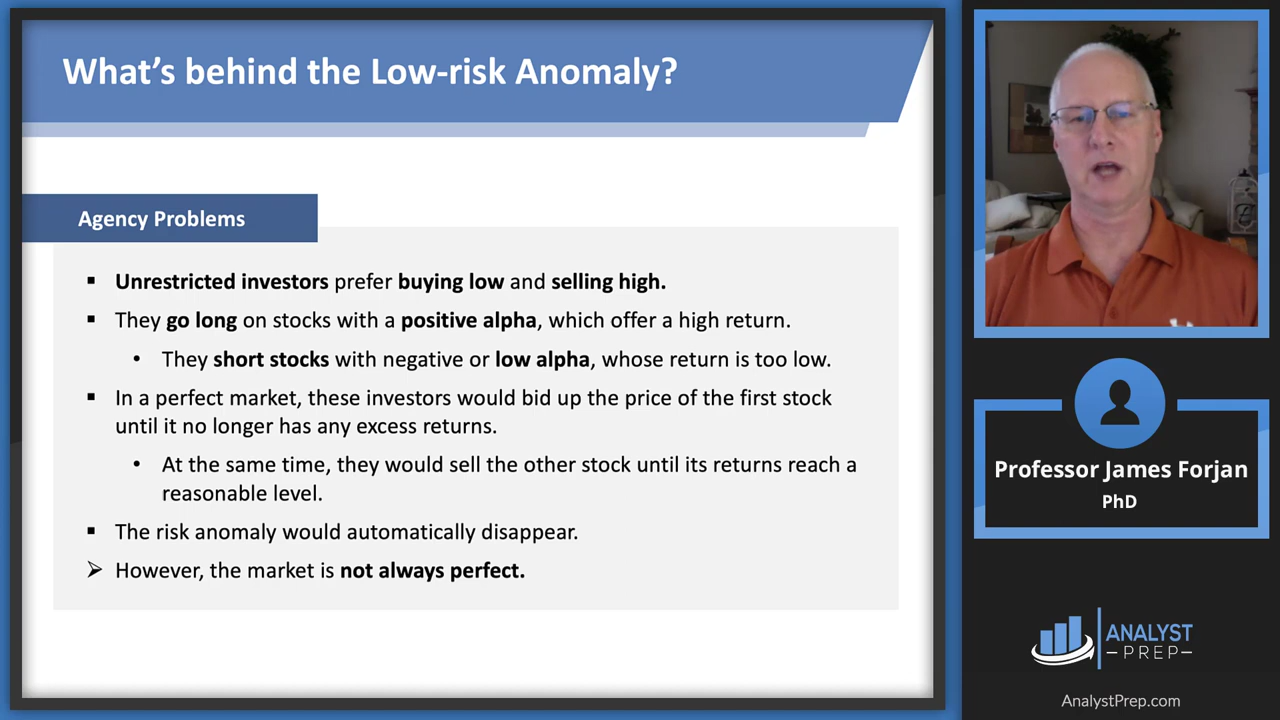 What’s behind the Low-risk Anomaly?
Agency Problems
▪ Unrestricted investors prefer buying low and selling high.
▪ They go long on stocks with a positive alpha, which offer a high return.
• They short stocks with negative or low alpha, whose return is too low.
▪ In a perfect market, these investors would bid up the price of the first stock
until it no longer has any excess returns.
• At the same time, they would sell the other stock until its returns reach a
reasonable level.
▪ The risk anomaly would automatically disappear.
➢ However, the market is not always perfect.
Professor James Forjan
PhD
ANALYST
PREP
AnalystPrep.com